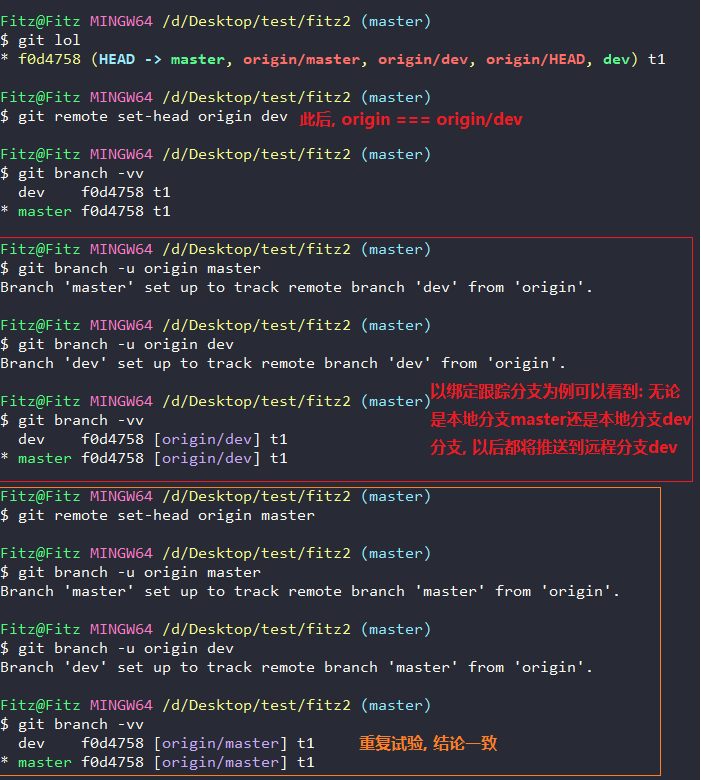 Fitz@Fitz MINGW64 /d/Desktop/test/fitz2 (master)
$ git lol
* f0d4758 (HEAD -> master, origin/master, origin/dev, origin/HEAD, dev) t1
Fitz@Fitz MINGW64 /d/Desktop/test/fitz2 (master)
$ git remote set-head origin dev 此后, origin === origin/dev
Fitz@Fitz MINGW64 /d/Desktop/test/fitz2 (master)
$ git branch -vv
dev    f0d4758 t1
* master f0d4758 t1
Fitz@Fitz MINGW64 /d/Desktop/test/fitz2 (master)
$ git branch -u origin master
Branch 'master' set up to track remote branch 'dev' from 'origin'.
Fitz@Fitz MINGW64 /d/Desktop/test/fitz2 (master)
$ git branch -u origin dev
Branch 'dev' set up to track remote branch 'dev' from 'origin'.
Fitz@Fitz MINGW64 /d/Desktop/test/fitz2 (master)
$ git branch -vv
dev    f0d4758 [origin/dev] t1
* master f0d4758 [origin/dev] t1
以绑定跟踪分支为例可以看到: 无论
是本地分支master还是本地分支dev
分支, 以后都将推送到远程分支dev
Fitz@Fitz MINGW64 /d/Desktop/test/fitz2 (master)
$ git remote set-head origin master
Fitz@Fitz MINGW64 /d/Desktop/test/fitz2 (master)
$ git branch -u origin master
Branch 'master' set up to track remote branch 'master' from 'origin'.
Fitz@Fitz MINGW64 /d/Desktop/test/fitz2 (master)
$ git branch -u origin dev
Branch 'dev' set up to track remote branch 'master' from 'origin'.
Fitz@Fitz MINGW64 /d/Desktop/test/fitz2 (master)
$ git branch -vv
dev    f0d4758 [origin/master] t1 重复试验, 结论一致
* master f0d4758 [origin/master] t1